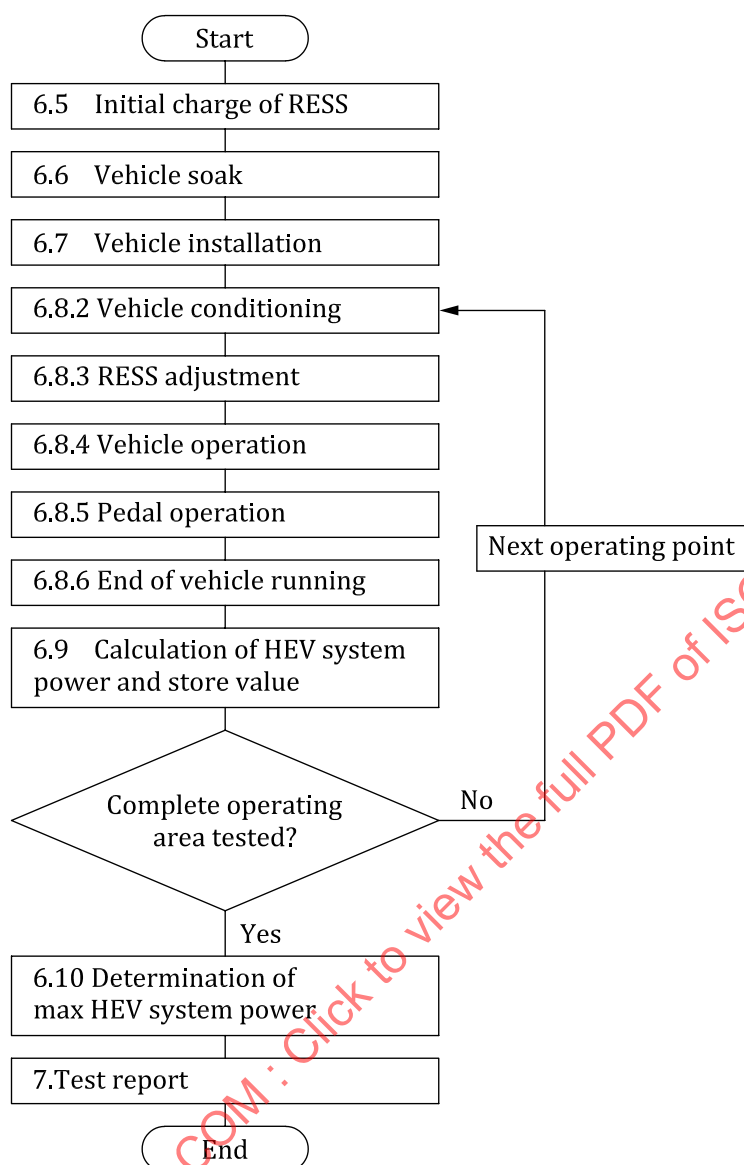 Start
6.5 Initial charge of RESS
6.6 Vehicle soak
6.7 Vehicle installation
6.8.2 Vehicle conditioning
6.8.3 RESS adjustment
6.8.4 Vehicle operation
6.8.5 Pedal operation
Next operating point
6.8.6 End of vehicle running
6.9 Calculation of HEV system
power and store value
Complete operating
area tested?
No
Yes
6.10 Determination of
max HEV system power
7.Test report
End
COM : Click to view the full PDF of